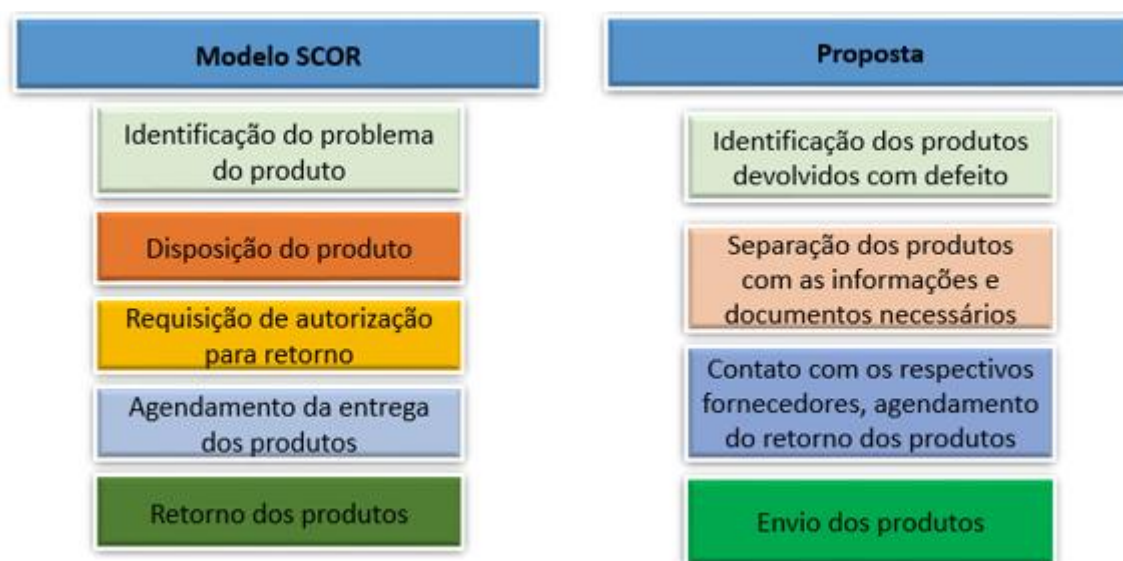 Modelo SCOR
Identificação do problema
do produto
Disposição do produto
Requisição de autorização
para retorno
Agendamento da entrega
dos produtos
Retorno dos produtos
Proposta
Identificação dos produtos
devolvidos com defeito
Separação dos produtos
com as informações e
documentos necessários
Contato com os respectivos
fornecedores, agendamento
do retorno dos produtos
Envio dos produtos